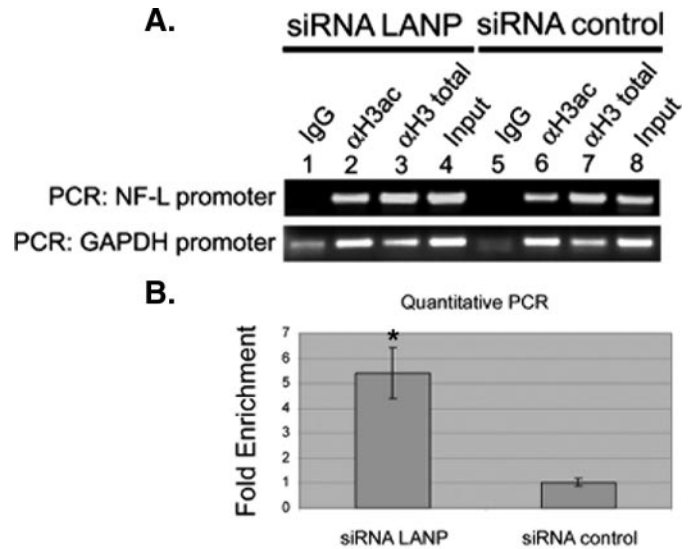 A.
siRNA LANP siRNA control
IgG αH3ac αH3 total Input IgG αH3ac αH3 total Input
1 2 3 4 5 6 7 8
PCR: NF-L promoter
PCR: GAPDH promoter
B.
Quantitative PCR
Fold Enrichment
7
6
5
4
3
2
1
0
*
siRNA LANP siRNA control